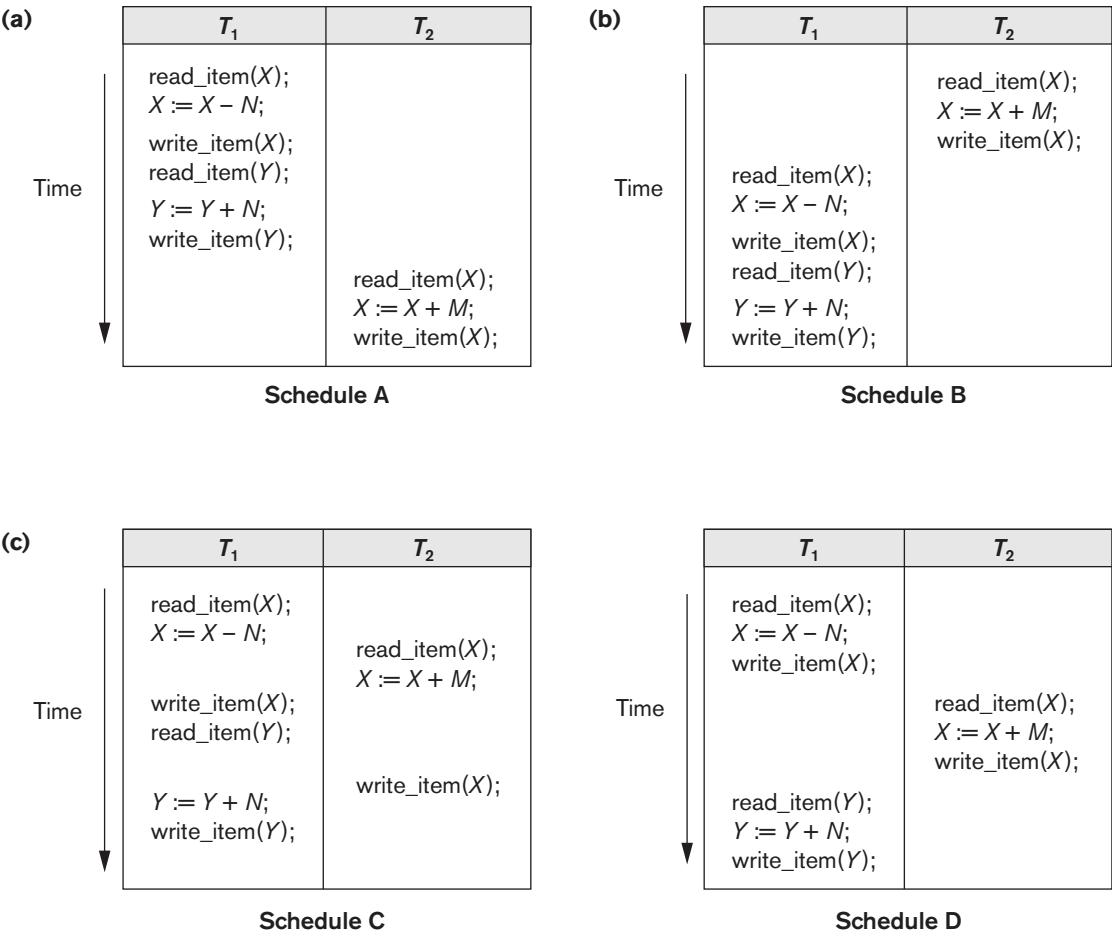 (a)
T1 T2
read_item(X);
X := X – N;
write_item(X);
read_item(Y);
Time
Y := Y + N;
write_item(Y);
read_item(X);
X := X + M;
write_item(X);
Schedule A
(b)
T1 T2
read_item(X);
X := X + M;
write_item(X);
Time
read_item(X);
X := X – N;
write_item(X);
read_item(Y);
Y := Y + N;
write_item(Y);
Schedule B
(c)
T1 T2
read_item(X);
X := X – N;
read_item(X);
X := X + M;
Time
write_item(X);
read_item(Y);
write_item(X);
Y := Y + N;
write_item(Y);
Schedule C
T1 T2
read_item(X);
X := X – N;
write_item(X);
Time
read_item(X);
X := X + M;
write_item(X);
read_item(Y);
Y := Y + N;
write_item(Y);
Schedule D